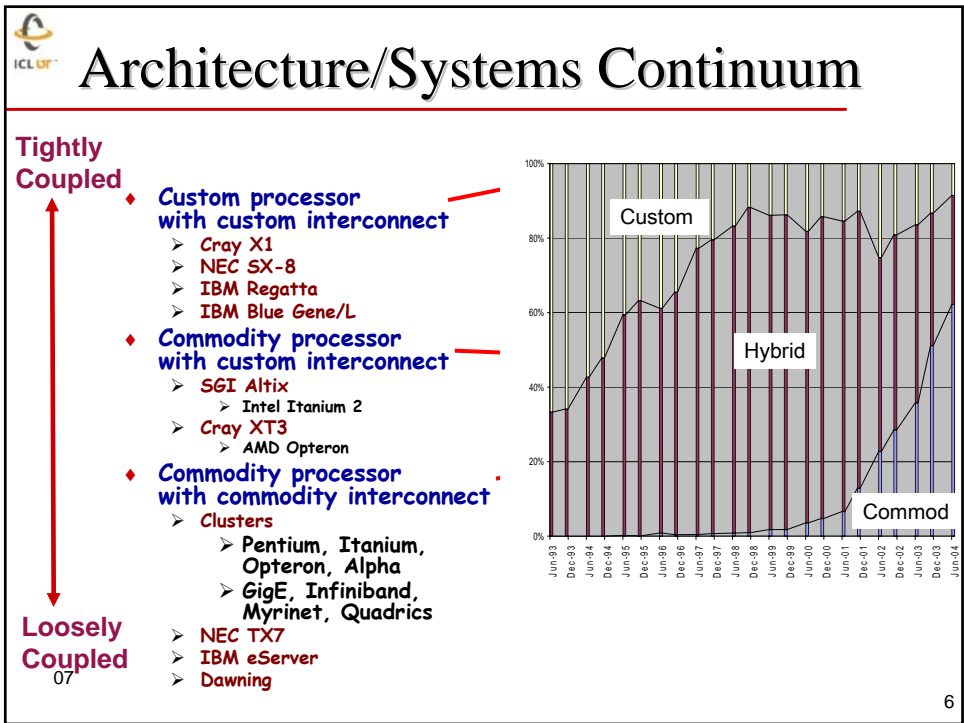 ICL UT
Architecture/Systems Continuum
Tightly
Coupled
♦ Custom processor
with custom interconnect
➢ Cray X1
➢ NEC SX-8
➢ IBM Regatta
➢ IBM Blue Gene/L
♦ Commodity processor
with custom interconnect
➢ SGI Altix
➢ Intel Itanium 2
➢ Cray XT3
➢ AMD Opteron
♦ Commodity processor
with commodity interconnect
➢ Clusters
➢ Pentium, Itanium,
Opteron, Alpha
➢ GigE, Infiniband,
Myrinet, Quadrics
➢ NEC TX7
➢ IBM eServer
➢ Dawning
Loosely
Coupled
07
100%
80%
60%
40%
20%
0%
Custom
Hybrid
Commod
Jun-93
Dec-93
Jun-94
Dec-94
Jun-95
Dec-95
Jun-96
Dec-96
Jun-97
Dec-97
Jun-98
Dec-98
Jun-99
Dec-99
Jun-00
Dec-00
Jun-01
Dec-01
Jun-02
Dec-02
Jun-03
Dec-03
Jun-04
6